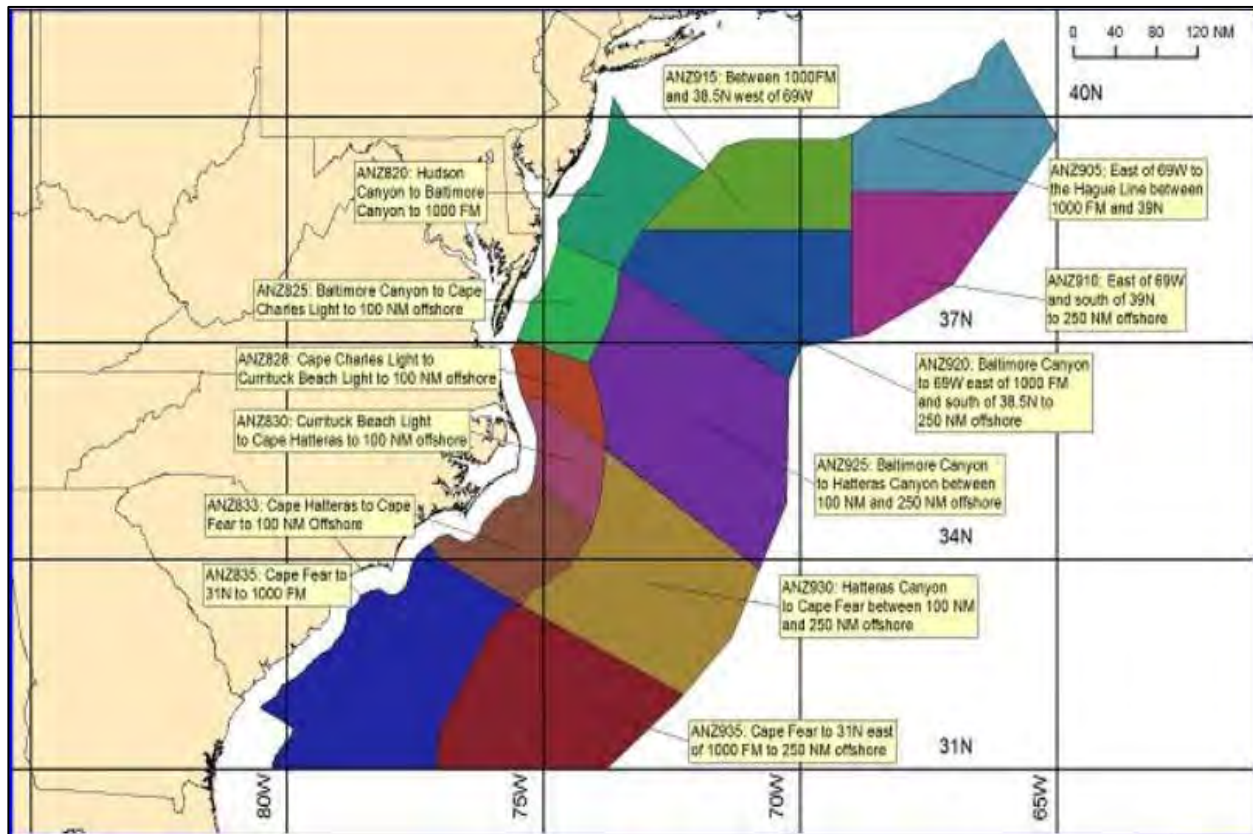 0 40 80 120 NM
ANZ915: Between 1000FM
and 38.5N west of 69W
40N
ANZ820: Hudson
Canyon to Baltimore
Canyon to 1000 FM
ANZ905: East of 69W to
the Hague Line between
1000 FM and 39N
ANZ825: Baltimore Canyon to Cape
Charles Light to 100 NM offshore
ANZ910: East of 69W
and south of 39N
to 250 NM offshore
37N
ANZ828: Cape Charles Light to
Currituck Beach Light to 100 NM offshore
ANZ920: Baltimore Canyon
to 69W east of 1000 FM
and south of 38.5N to
250 NM offshore
ANZ830: Currituck Beach Light
to Cape Hatteras to 100 NM offshore
ANZ925: Baltimore Canyon
to Hatteras Canyon between
100 NM and 250 NM offshore
ANZ833: Cape Hatteras to Cape
Fear to 100 NM Offshore
34N
ANZ835: Cape Fear to
31N to 1000 FM
ANZ930: Hatteras Canyon
to Cape Fear between 100 NM
and 250 NM offshore
ANZ935: Cape Fear to 31N east
of 1000 FM to 250 NM offshore
31N
80W
75W
70W
65W